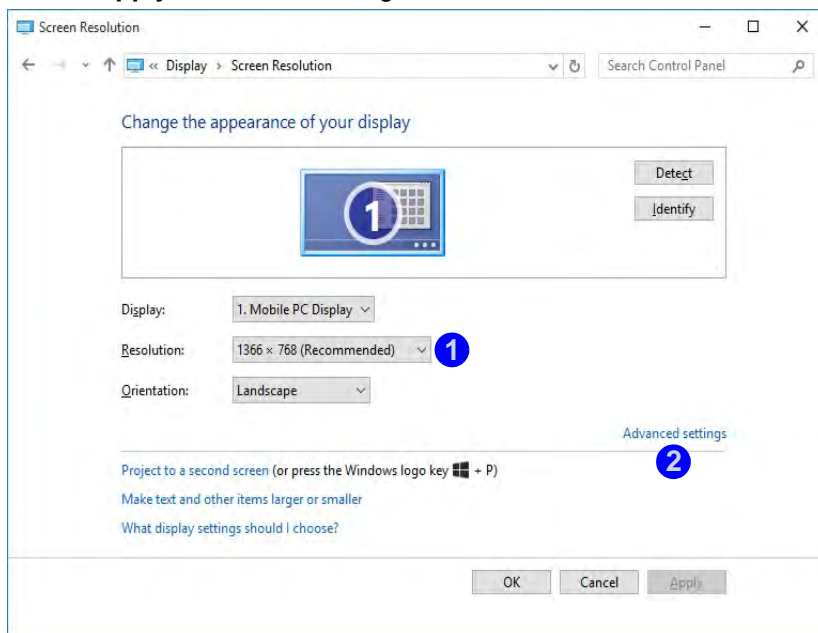 Apply
Screen Resolution
« Display > Screen Resolution
Search Control Panel
Change the appearance of your display
1
Detect
Identify
Display: 1. Mobile PC Display
Resolution: 1366 × 768 (Recommended) 1
Orientation: Landscape
Advanced settings
2
Project to a second screen (or press the Windows logo key + P)
Make text and other items larger or smaller
What display settings should I choose?
OK Cancel Apply